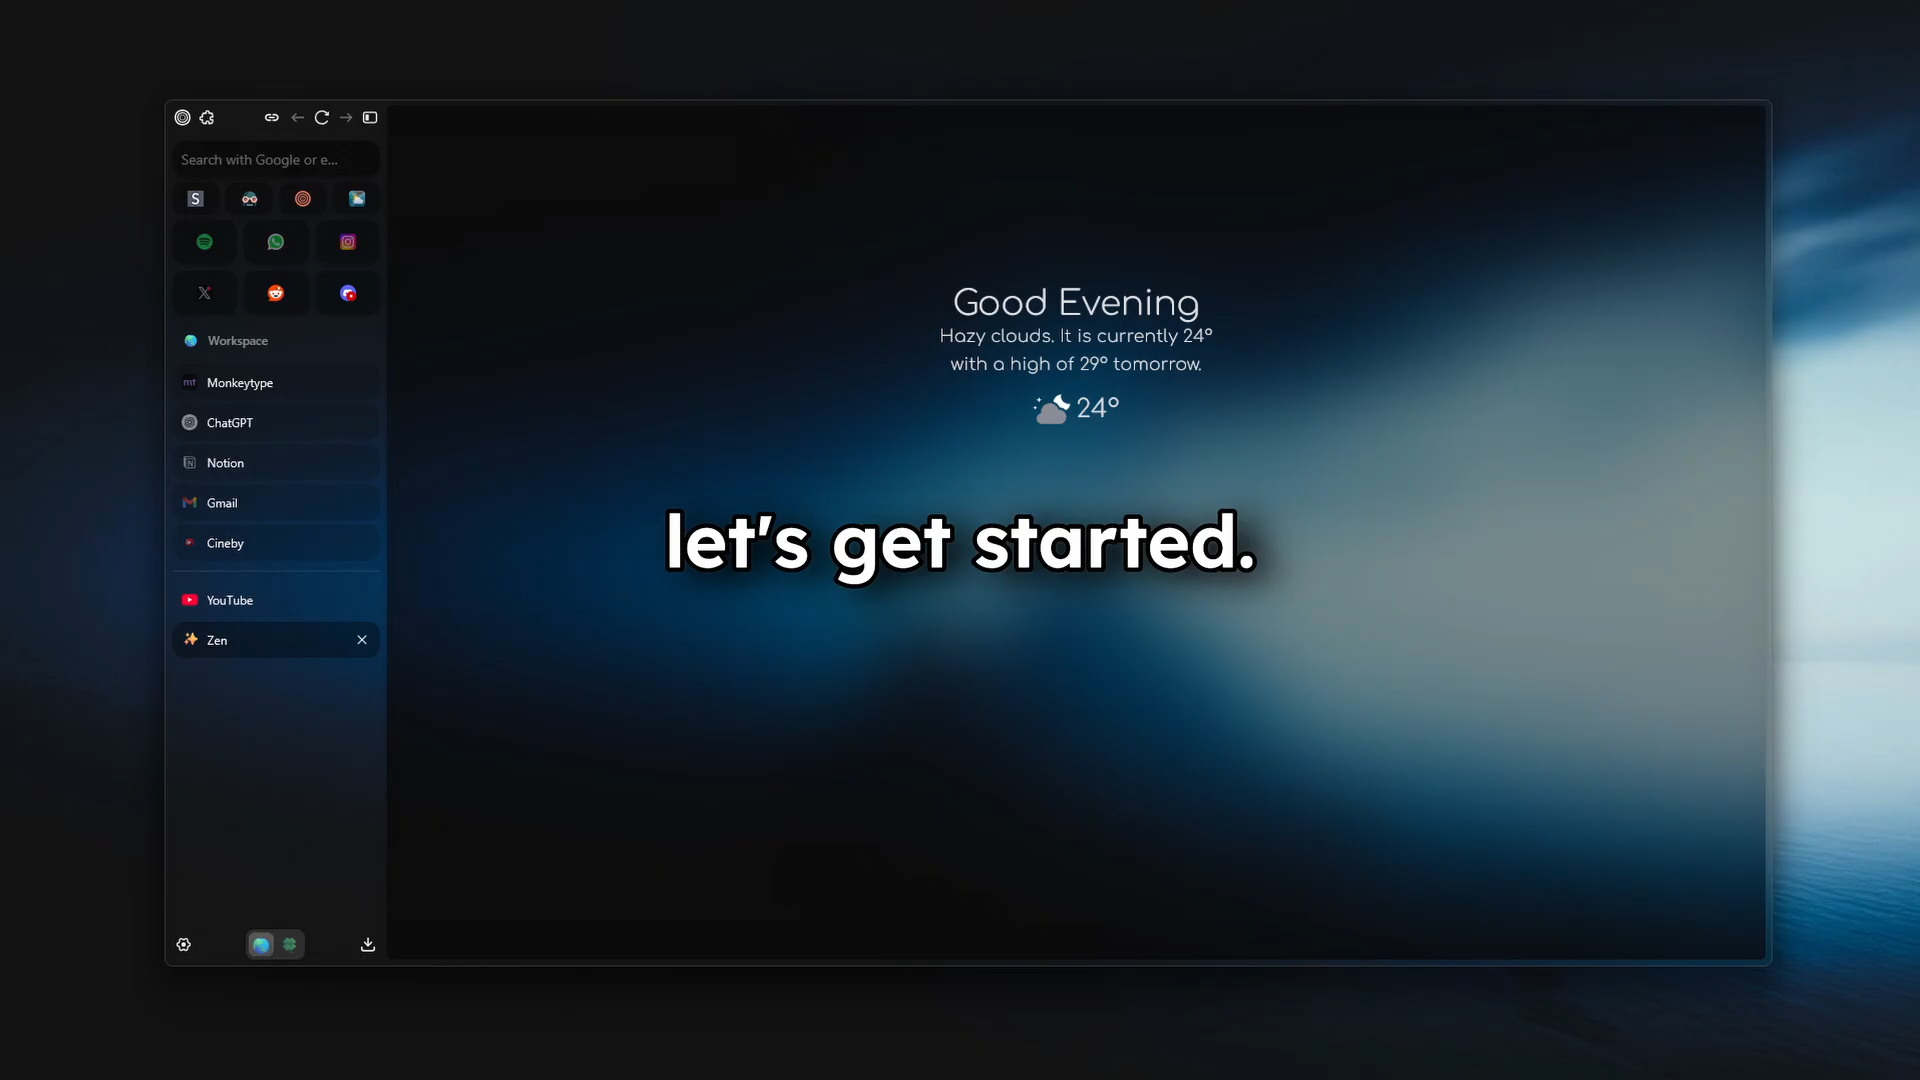 Search with Google or e...
S
Workspace
mt Monkeytype
ChatGPT
Notion
Gmail
Cineby
YouTube
Zen
Good Evening
Hazy clouds. It is currently 24°
with a high of 29° tomorrow.
24°
let's get started.